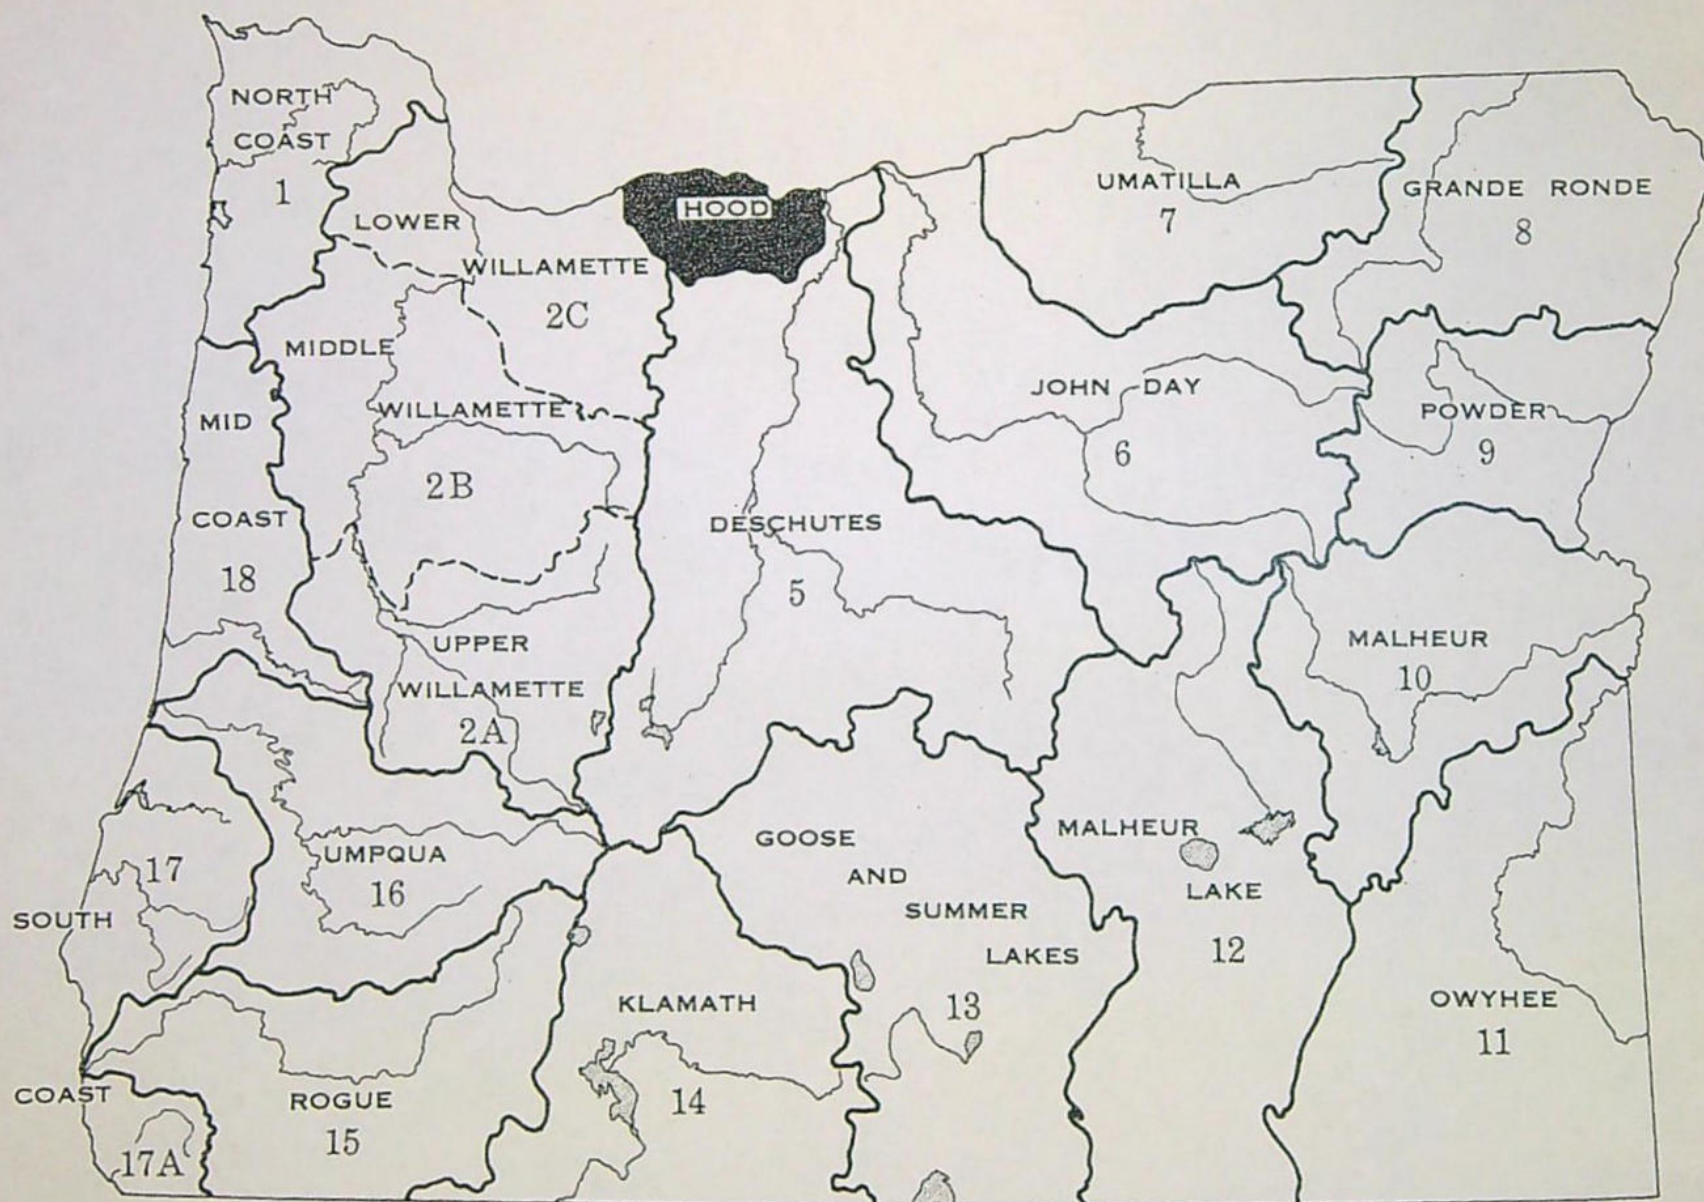 NORTH
COAST
1
LOWER
WILLAMETTE
2C
HOOD
UMATILLA
7
GRANDE RONDE
8
MIDDLE
WILLAMETTE
2B
MID
COAST
18
JOHN DAY
6
POWDER
9
DESCHUTES
5
UPPER
WILLAMETTE
2A
MALHEUR
10
UMPQUA
16
GOOSE
AND
SUMMER
LAKES
13
MALHEUR
LAKE
12
17
SOUTH
COAST
17A
KLAMATH
14
OWYHEE
11
ROGUE
15